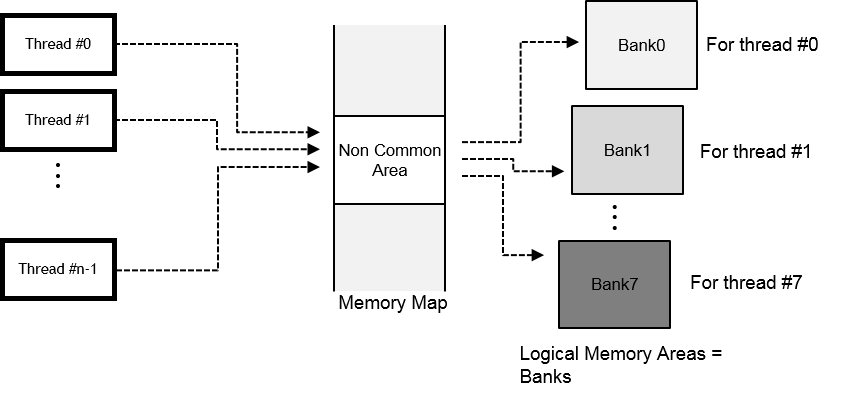 Thread #0
Thread #1
Thread #n-1
Non Common
Area
Memory Map
Bank0
For thread #0
Bank1
For thread #1
Bank7
For thread #7
Logical Memory Areas =
Banks